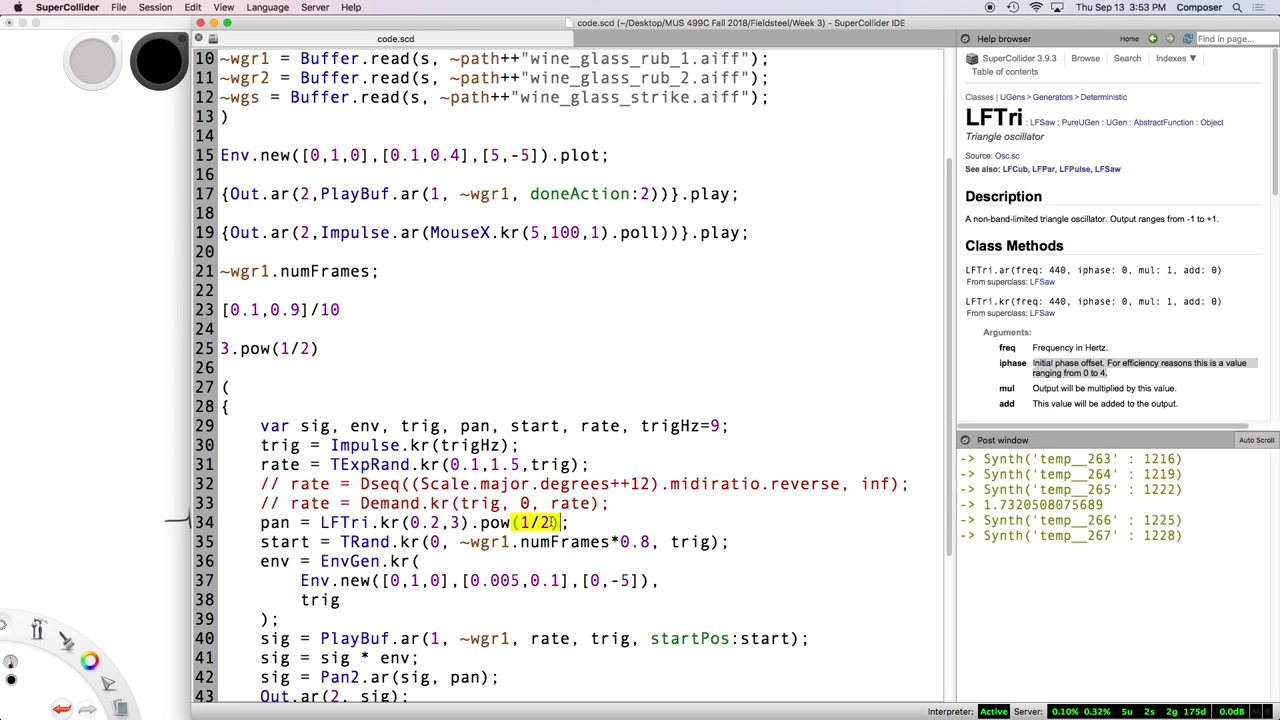 SuperCollider File Session Edit View Language Server Help
Thu Sep 13 3:53 PM Composer
code.scd (~/Desktop/MUS 499C Fall 2018/Fieldsteel/Week 3) - SuperCollider IDE
code.scd
10 ~wgr1 = Buffer.read(s, ~path++"wine_glass_rub_1.aiff");
11 ~wgr2 = Buffer.read(s, ~path++"wine_glass_rub_2.aiff");
12 ~wgs = Buffer.read(s, ~path++"wine_glass_strike.aiff");
13 )
14
15 Env.new([0,1,0],[0.1,0.4],[5,-5]).plot;
16
17 {Out.ar(2,PlayBuf.ar(1, ~wgr1, doneAction:2))}.play;
18
19 {Out.ar(2,Impulse.ar(MouseX.kr(5,100,1).poll))}.play;
20
21 ~wgr1.numFrames;
22
23 [0.1,0.9]/10
24
25 3.pow(1/2)
26
27 (
28 {
29 var sig, env, trig, pan, start, rate, trigHz=9;
30 trig = Impulse.kr(trigHz);
31 rate = TExpRand.kr(0.1,1.5,trig);
32 // rate = Dseq((Scale.major.degrees++12).midiratio.reverse, inf);
33 // rate = Demand.kr(trig, 0, rate);
34 pan = LFTri.kr(0.2,3).pow(1/2);
35 start = TRand.kr(0, ~wgr1.numFrames*0.8, trig);
36 env = EnvGen.kr(
37 Env.new([0,1,0],[0.005,0.1],[0,-5]),
38 trig
39 );
40 sig = PlayBuf.ar(1, ~wgr1, rate, trig, startPos:start);
41 sig = sig * env;
42 sig = Pan2.ar(sig, pan);
43 Out.ar(2, sig);
Help browser Home Find in page...
SuperCollider 3.9.3 Browse Search Indexes ▼
Table of contents
Classes | UGens > Generators > Deterministic
LFTri : LFSaw : PureUGen : UGen : AbstractFunction : Object
Triangle oscillator
Source: Osc.sc
See also: LFCub, LFPar, LFPulse, LFSaw
Description
A non-band-limited triangle oscillator. Output ranges from -1 to +1.
Class Methods
LFTri.ar(freq: 440, iphase: 0, mul: 1, add: 0)
From superclass: LFSaw
LFTri.kr(freq: 440, iphase: 0, mul: 1, add: 0)
From superclass: LFSaw
Arguments:
freq Frequency in Hertz.
iphase Initial phase offset. For efficiency reasons this is a value
ranging from 0 to 4.
mul Output will be multiplied by this value.
add This value will be added to the output.
Post window Auto Scroll
-> Synth('temp__263' : 1216)
-> Synth('temp__264' : 1219)
-> Synth('temp__265' : 1222)
-> 1.7320508075689
-> Synth('temp__266' : 1225)
-> Synth('temp__267' : 1228)
Interpreter: Active Server: 0.10% 0.32% 5u 2s 2g 175d 0.0dB